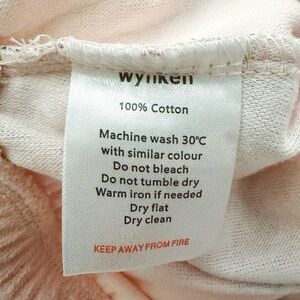 wynken
100% Cotton
Machine wash 30°C
with similar colour
Do not bleach
Do not tumble dry
Warm iron if needed
Dry flat
Dry clean
KEEP AWAY FROM FIRE